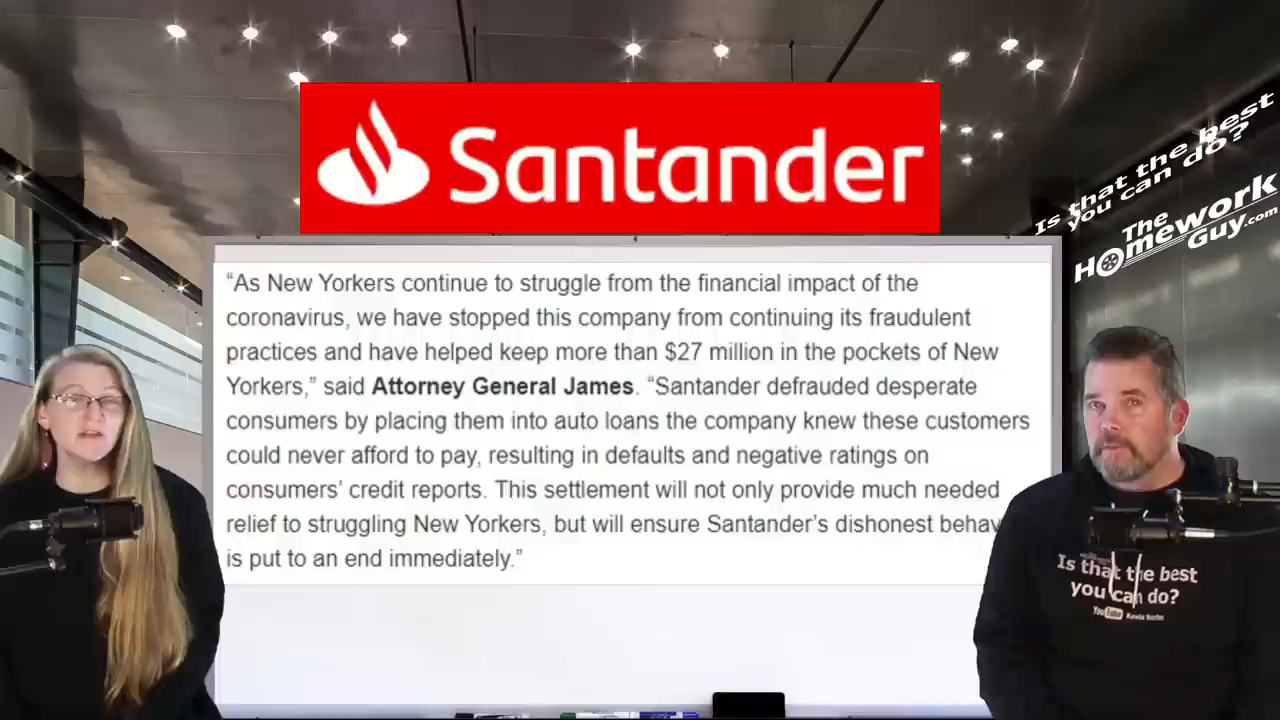 Santander
Is that the best
you can do?
The
Homework
Guy.com
“As New Yorkers continue to struggle from the financial impact of the
coronavirus, we have stopped this company from continuing its fraudulent
practices and have helped keep more than $27 million in the pockets of New
Yorkers,” said Attorney General James. “Santander defrauded desperate
consumers by placing them into auto loans the company knew these customers
could never afford to pay, resulting in defaults and negative ratings on
consumers’ credit reports. This settlement will not only provide much needed
relief to struggling New Yorkers, but will ensure Santander’s dishonest behav
is put to an end immediately.”
Is that the best
you can do?
YouTube